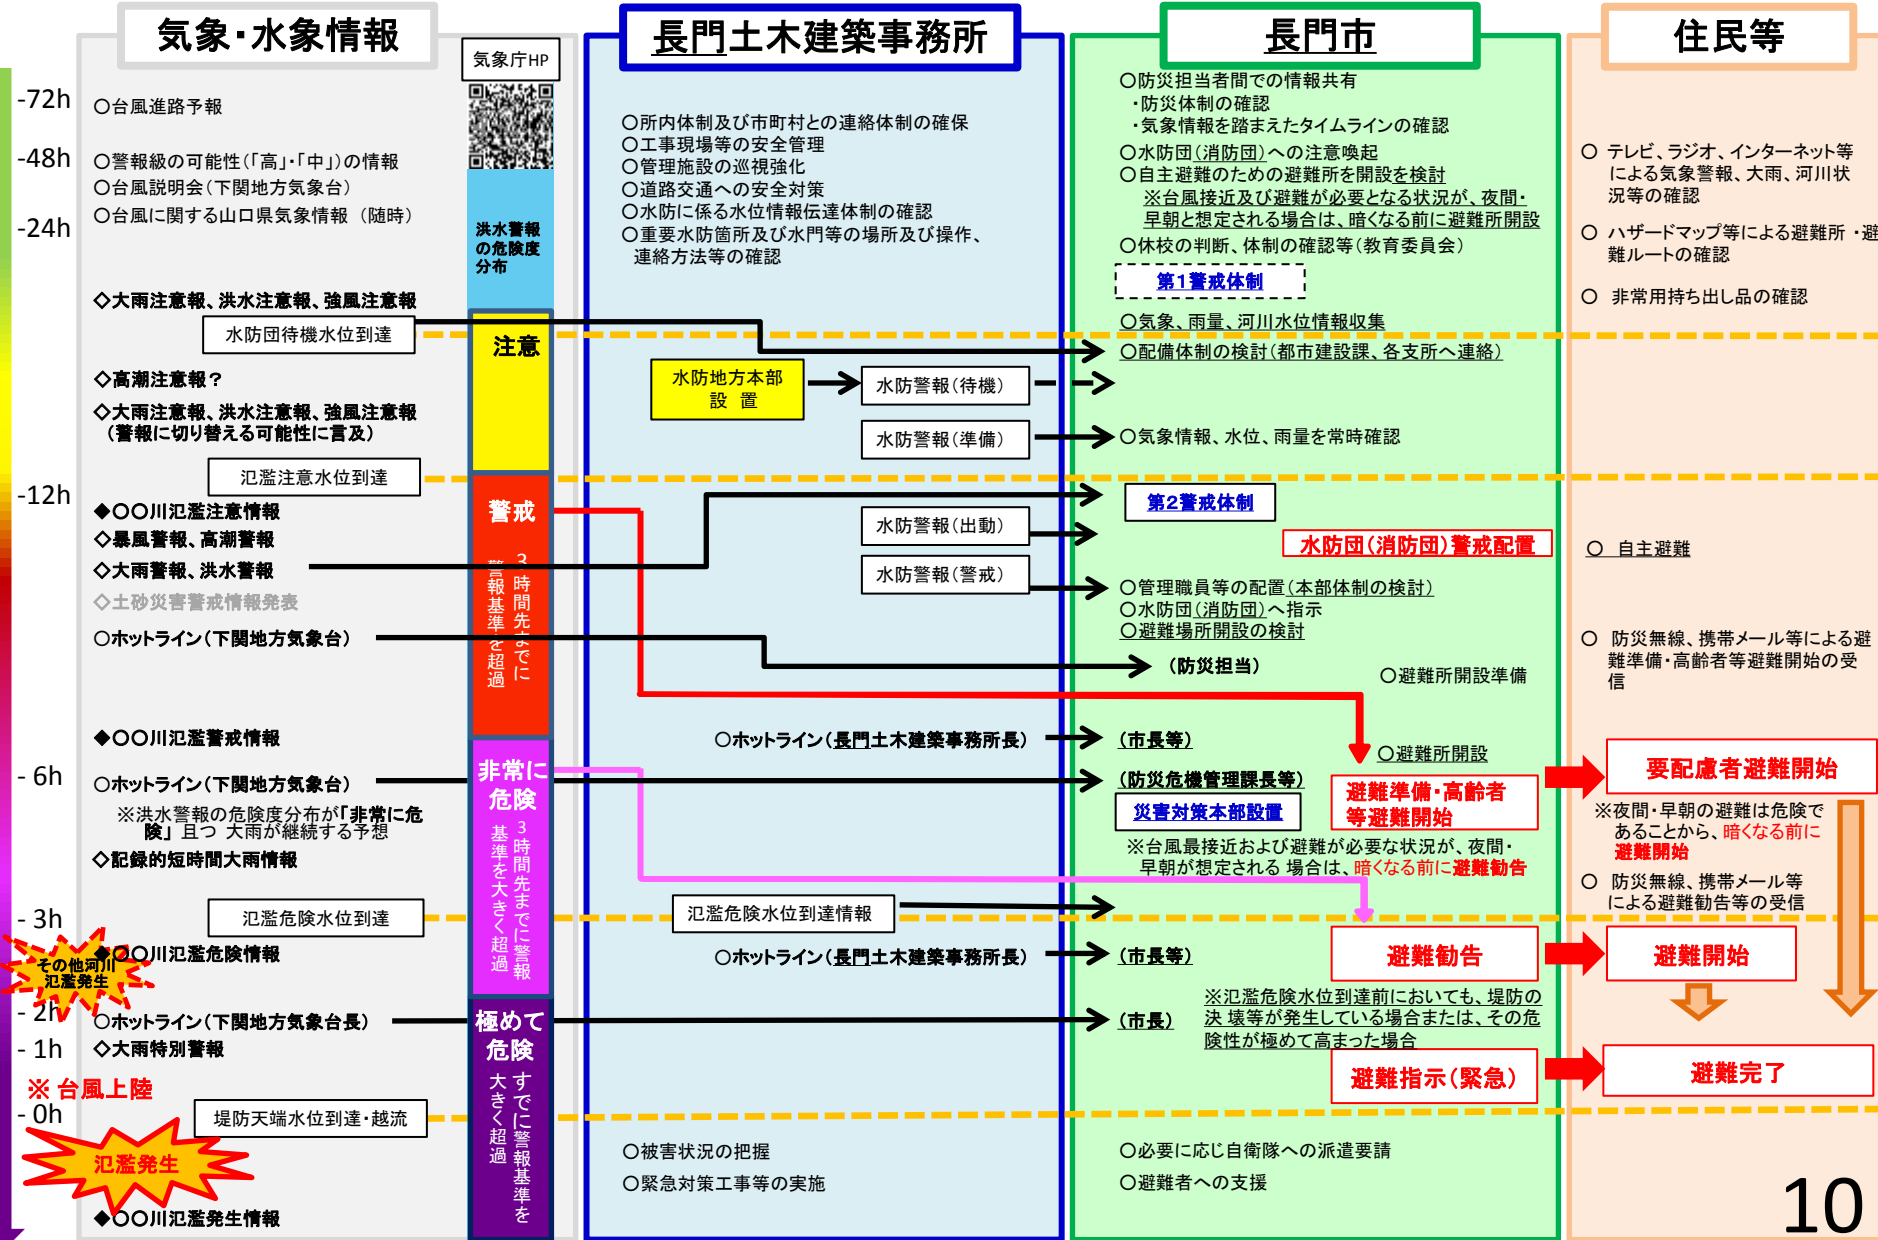 気象・水象情報
気象庁HP
-72h
-48h
-24h
-12h
- 6h
- 3h
- 2h
- 1h
- 0h
○台風進路予報
○警報級の可能性(「高」・「中」)の情報
○台風説明会(下関地方気象台)
○台風に関する山口県気象情報 (随時)
◇大雨注意報、洪水注意報、強風注意報
水防団待機水位到達
◇高潮注意報?
◇大雨注意報、洪水注意報、強風注意報
(警報に切り替える可能性に言及)
氾濫注意水位到達
◆○○川氾濫注意情報
◇暴風警報、高潮警報
◇大雨警報、洪水警報
◇土砂災害警戒情報発表
○ホットライン(下関地方気象台)
◆○○川氾濫警戒情報
○ホットライン(下関地方気象台)
※洪水警報の危険度分布が「非常に危
険」且つ 大雨が継続する予想
◇記録的短時間大雨情報
氾濫危険水位到達
◆○○川氾濫危険情報
その他河川
氾濫発生
○ホットライン(下関地方気象台長)
◇大雨特別警報
※ 台風上陸
堤防天端水位到達・越流
氾濫発生
◆○○川氾濫発生情報
洪水警報
の危険度
分布
注意
警戒
3時間先までに
警報基準を超過
非常に
危険
3時間先までに警報
基準を大きく超過
極めて
危険
すでに警報基準を
大きく超過
長門土木建築事務所
○所内体制及び市町村との連絡体制の確保
○工事現場等の安全管理
○管理施設の巡視強化
○道路交通への安全対策
○水防に係る水位情報伝達体制の確認
○重要水防箇所及び水門等の場所及び操作、
連絡方法等の確認
水防地方本部
設 置
水防警報(待機)
水防警報(準備)
水防警報(出動)
水防警報(警戒)
○ホットライン(長門土木建築事務所長)
氾濫危険水位到達情報
○ホットライン(長門土木建築事務所長)
○被害状況の把握
○緊急対策工事等の実施
長門市
○防災担当者間での情報共有
・防災体制の確認
・気象情報を踏まえたタイムラインの確認
○水防団(消防団)への注意喚起
○自主避難のための避難所を開設を検討
※台風接近及び避難が必要となる状況が、夜間・
早朝と想定される場合は、暗くなる前に避難所開設
○休校の判断、体制の確認等(教育委員会)
第1警戒体制
○気象、雨量、河川水位情報収集
○配備体制の検討(都市建設課、各支所へ連絡)
○気象情報、水位、雨量を常時確認
第2警戒体制
水防団(消防団)警戒配置
○管理職員等の配置(本部体制の検討)
○水防団(消防団)へ指示
○避難場所開設の検討
(防災担当)
○避難所開設準備
(市長等)
○避難所開設
(防災危機管理課長等)
災害対策本部設置
避難準備・高齢者
等避難開始
※台風最接近および避難が必要な状況が、夜間・
早朝が想定される 場合は、暗くなる前に避難勧告
(市長等)
避難勧告
※氾濫危険水位到達前においても、堤防の
決 壊等が発生している場合または、その危
険性が極めて高まった場合
(市長)
避難指示(緊急)
○必要に応じ自衛隊への派遣要請
○避難者への支援
住民等
○ テレビ、ラジオ、インターネット等
による気象警報、大雨、河川状
況等の確認
○ ハザードマップ等による避難所 ・避
難ルートの確認
○ 非常用持ち出し品の確認
○ 自主避難
○ 防災無線、携帯メール等による避
難準備・高齢者等避難開始の受
信
要配慮者避難開始
※夜間・早朝の避難は危険で
あることから、暗くなる前に
避難開始
○ 防災無線、携帯メール等
による避難勧告等の受信
避難開始
避難完了
10